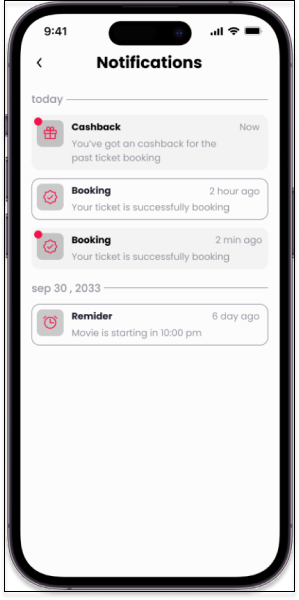 9:41
Notifications
today
Cashback Now
You've got an cashback for the
past ticket booking
Booking 2 hour ago
Your ticket is successfully booking
Booking 2 min ago
Your ticket is successfully booking
sep 30 , 2033
Remider 6 day ago
Movie is starting in 10:00 pm